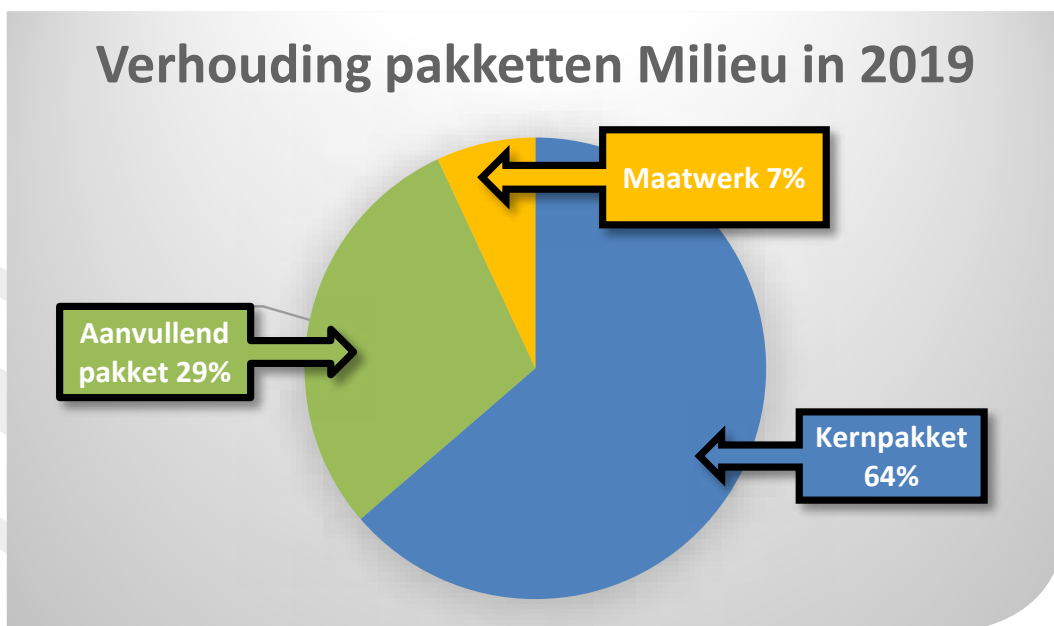 Verhouding pakketten Milieu in 2019
Maatwerk 7%
Aanvullend
pakket 29%
Kernpakket
64%